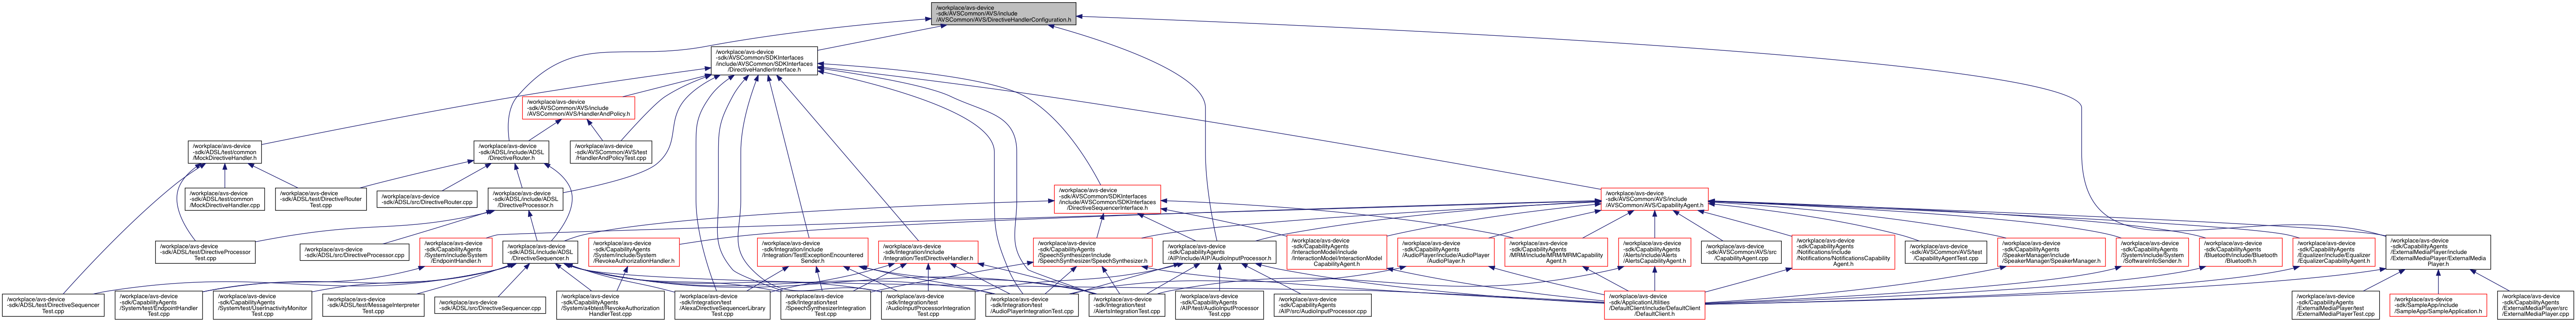 /workplace/avs-device
-sdk/AVSCommon/AVS/include
/AVSCommon/AVS/DirectiveHandlerConfiguration.h
/workplace/avs-device
-sdk/AVSCommon/SDKInterfaces
/include/AVSCommon/SDKInterfaces
/DirectiveHandlerInterface.h
/workplace/avs-device
-sdk/AVSCommon/AVS/include
/AVSCommon/AVS/HandlerAndPolicy.h
/workplace/avs-device
-sdk/ADSL/test/common
/MockDirectiveHandler.h
/workplace/avs-device
-sdk/ADSL/include/ADSL
/DirectiveRouter.h
/workplace/avs-device
-sdk/AVSCommon/AVS/test
/HandlerAndPolicyTest.cpp
/workplace/avs-device
-sdk/ADSL/test/common
/MockDirectiveHandler.cpp
/workplace/avs-device
-sdk/ADSL/test/DirectiveRouter
Test.cpp
/workplace/avs-device
-sdk/ADSL/src/DirectiveRouter.cpp
/workplace/avs-device
-sdk/ADSL/include/ADSL
/DirectiveProcessor.h
/workplace/avs-device
-sdk/AVSCommon/SDKInterfaces
/include/AVSCommon/SDKInterfaces
/DirectiveSequencerInterface.h
/workplace/avs-device
-sdk/AVSCommon/AVS/include
/AVSCommon/AVS/CapabilityAgent.h
/workplace/avs-device
-sdk/ADSL/test/DirectiveProcessor
Test.cpp
/workplace/avs-device
-sdk/ADSL/src/DirectiveProcessor.cpp
/workplace/avs-device
-sdk/CapabilityAgents
/System/include/System
/EndpointHandler.h
/workplace/avs-device
-sdk/ADSL/include/ADSL
/DirectiveSequencer.h
/workplace/avs-device
-sdk/CapabilityAgents
/System/include/System
/RevokeAuthorizationHandler.h
/workplace/avs-device
-sdk/Integration/include
/Integration/TestExceptionEncountered
Sender.h
/workplace/avs-device
-sdk/Integration/include
/Integration/TestDirectiveHandler.h
/workplace/avs-device
-sdk/CapabilityAgents
/SpeechSynthesizer/include
/SpeechSynthesizer/SpeechSynthesizer.h
/workplace/avs-device
-sdk/CapabilityAgents
/AIP/include/AIP/AudioInputProcessor.h
/workplace/avs-device
-sdk/CapabilityAgents
/InteractionModel/include
/InteractionModel/InteractionModel
CapabilityAgent.h
/workplace/avs-device
-sdk/CapabilityAgents
/AudioPlayer/include/AudioPlayer
/AudioPlayer.h
/workplace/avs-device
-sdk/CapabilityAgents
/MRM/include/MRM/MRMCapability
Agent.h
/workplace/avs-device
-sdk/CapabilityAgents
/Alerts/include/Alerts
/AlertsCapabilityAgent.h
/workplace/avs-device
-sdk/AVSCommon/AVS/src
/CapabilityAgent.cpp
/workplace/avs-device
-sdk/CapabilityAgents
/Notifications/include
/Notifications/NotificationsCapability
Agent.h
/workplace/avs-device
-sdk/AVSCommon/AVS/test
/CapabilityAgentTest.cpp
/workplace/avs-device
-sdk/CapabilityAgents
/SpeakerManager/include
/SpeakerManager/SpeakerManager.h
/workplace/avs-device
-sdk/CapabilityAgents
/System/include/System
/SoftwareInfoSender.h
/workplace/avs-device
-sdk/CapabilityAgents
/Bluetooth/include/Bluetooth
/Bluetooth.h
/workplace/avs-device
-sdk/CapabilityAgents
/Equalizer/include/Equalizer
/EqualizerCapabilityAgent.h
/workplace/avs-device
-sdk/CapabilityAgents
/ExternalMediaPlayer/include
/ExternalMediaPlayer/ExternalMedia
Player.h
/workplace/avs-device
-sdk/ADSL/test/DirectiveSequencer
Test.cpp
/workplace/avs-device
-sdk/CapabilityAgents
/System/test/EndpointHandler
Test.cpp
/workplace/avs-device
-sdk/CapabilityAgents
/System/test/UserInactivityMonitor
Test.cpp
/workplace/avs-device
-sdk/ADSL/test/MessageInterpreter
Test.cpp
/workplace/avs-device
-sdk/ADSL/src/DirectiveSequencer.cpp
/workplace/avs-device
-sdk/CapabilityAgents
/System/a4t/test/RevokeAuthorization
HandlerTest.cpp
/workplace/avs-device
-sdk/Integration/test
/AlexaDirectiveSequencerLibrary
Test.cpp
/workplace/avs-device
-sdk/Integration/test
/SpeechSynthesizerIntegration
Test.cpp
/workplace/avs-device
-sdk/Integration/test
/AudioInputProcessorIntegration
Test.cpp
/workplace/avs-device
-sdk/Integration/test
/AudioPlayerIntegrationTest.cpp
/workplace/avs-device
-sdk/Integration/test
/AlertsIntegrationTest.cpp
/workplace/avs-device
-sdk/CapabilityAgents
/AIP/test/AudioInputProcessor
Test.cpp
/workplace/avs-device
-sdk/CapabilityAgents
/AIP/src/AudioInputProcessor.cpp
/workplace/avs-device
-sdk/ApplicationUtilities
/DefaultClient/include/DefaultClient
/DefaultClient.h
/workplace/avs-device
-sdk/CapabilityAgents
/ExternalMediaPlayer/test
/ExternalMediaPlayerTest.cpp
/workplace/avs-device
-sdk/SampleApp/include
/SampleApp/SampleApplication.h
/workplace/avs-device
-sdk/CapabilityAgents
/ExternalMediaPlayer/src
/ExternalMediaPlayer.cpp